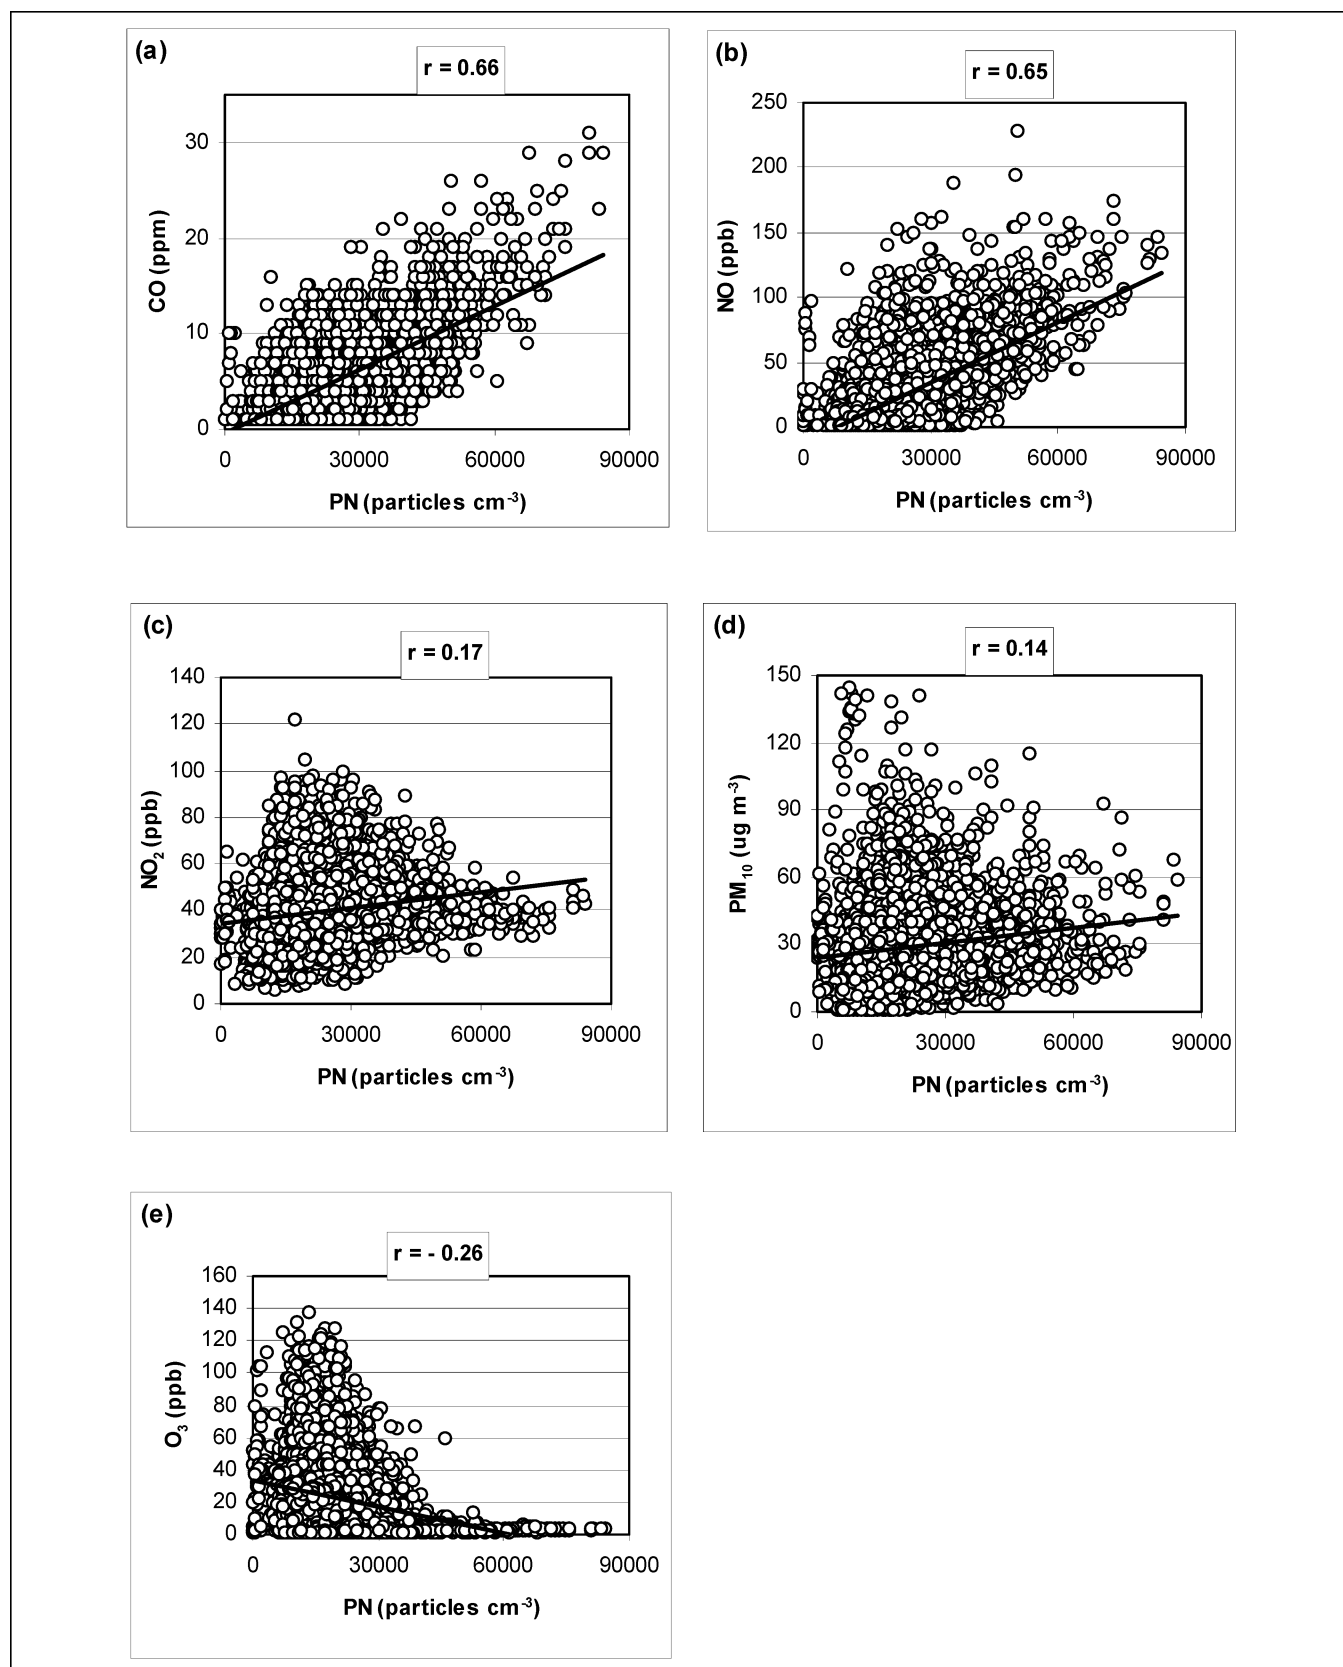 (a)
r = 0.66
CO (ppm)
30
20
10
0
0 30000 60000 90000
PN (particles cm⁻³)
(b)
r = 0.65
NO (ppb)
250
200
150
100
50
0
0 30000 60000 90000
PN (particles cm⁻³)
(c)
r = 0.17
NO₂ (ppb)
140
120
100
80
60
40
20
0
0 30000 60000 90000
PN (particles cm⁻³)
(d)
r = 0.14
PM₁₀ (ug m⁻³)
150
120
90
60
30
0
0 30000 60000 90000
PN (particles cm⁻³)
(e)
r = - 0.26
O₃ (ppb)
160
140
120
100
80
60
40
20
0
0 30000 60000 90000
PN (particles cm⁻³)